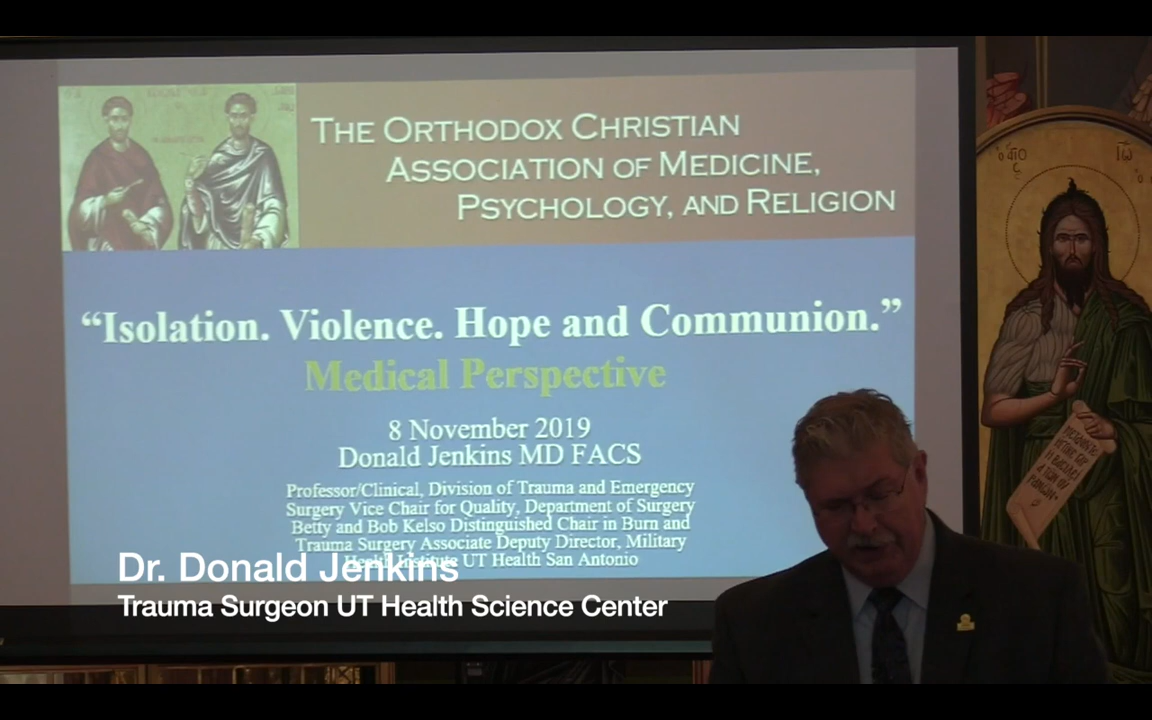 THE ORTHODOX CHRISTIAN
ASSOCIATION OF MEDICINE,
PSYCHOLOGY, AND RELIGION
“Isolation. Violence. Hope and Communion.”
Medical Perspective
8 November 2019
Donald Jenkins MD FACS
Professor/Clinical, Division of Trauma and Emergency
Surgery Vice Chair for Quality, Department of Surgery
Betty and Bob Kelso Distinguished Chair in Burn and
Trauma Surgery Associate Deputy Director, Military
Health Institute UT Health San Antonio
Dr. Donald Jenkins
Trauma Surgeon UT Health Science Center